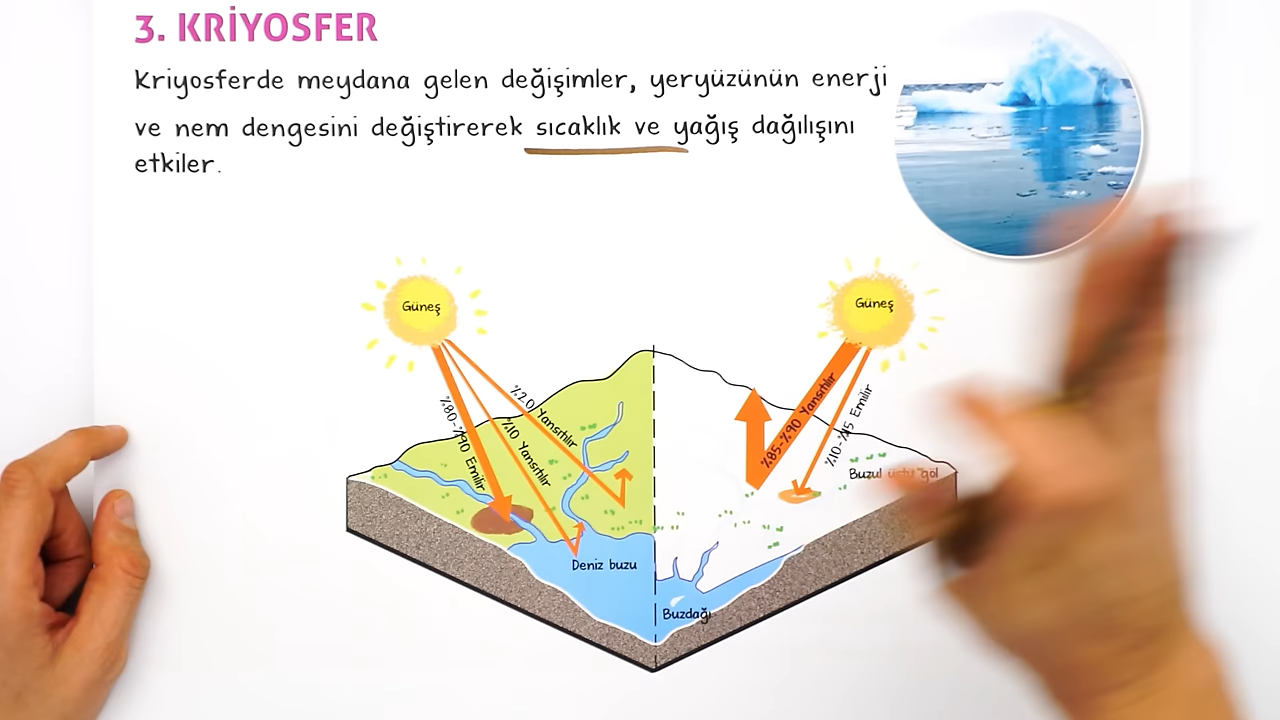 3. KRİYOSFER
Kriyosferde meydana gelen değişimler, yeryüzünün enerji
ve nem dengesini değiştirerek sıcaklık ve yağış dağılışını
etkiler.
Güneş
Güneş
%80-%90 Emilir
%10 Yansıtılır
%20 Yansıtılır
%85-%90 Yansıtılır
%10-%15 Emilir
Buzul üstü göl
Deniz buzu
Buzdağı